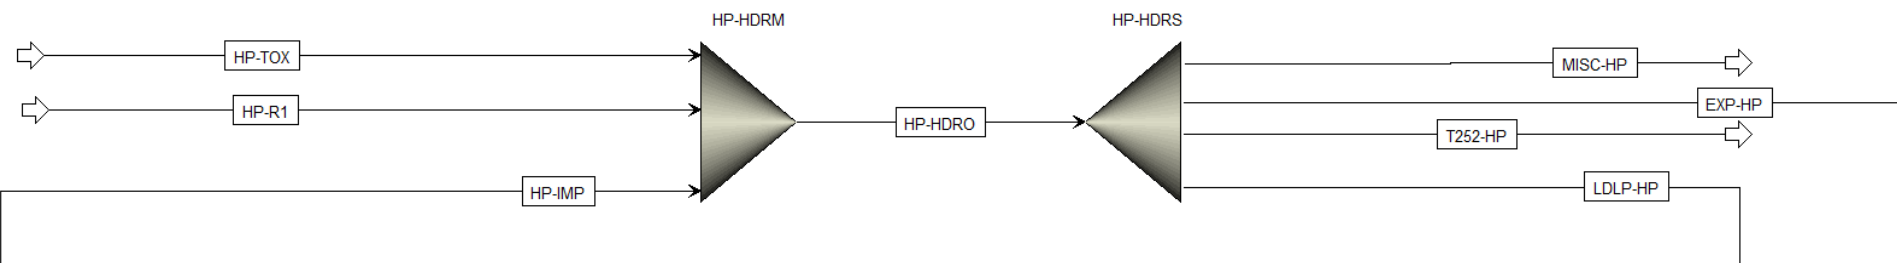 HP-HDRM
HP-HDRS
HP-TOX
MISC-HP
HP-R1
EXP-HP
HP-HDRO
T252-HP
HP-IMP
LDLP-HP